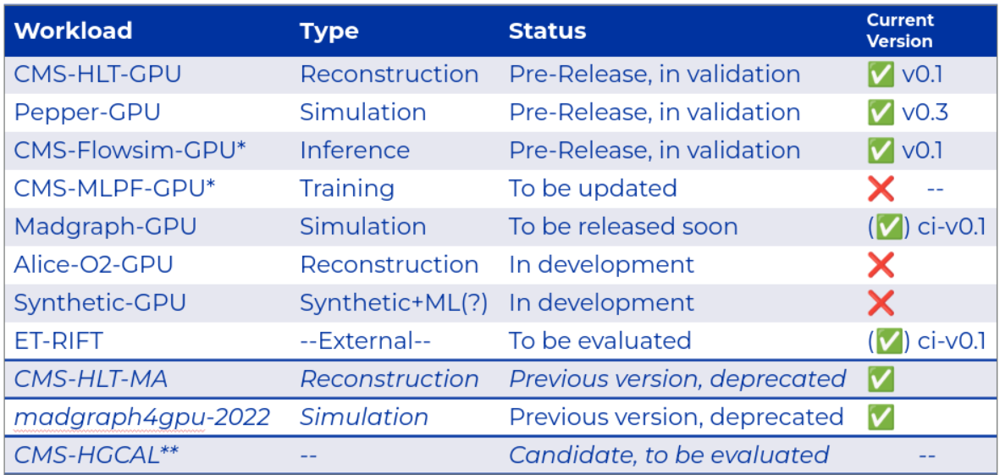 Workload Type Status Current Version
CMS-HLT-GPU Reconstruction Pre-Release, in validation ✅ v0.1
Pepper-GPU Simulation Pre-Release, in validation ✅ v0.3
CMS-Flowsim-GPU* Inference Pre-Release, in validation ✅ v0.1
CMS-MLPF-GPU* Training To be updated ❌ --
Madgraph-GPU Simulation To be released soon (✅) ci-v0.1
Alice-O2-GPU Reconstruction In development ❌
Synthetic-GPU Synthetic+ML(?) In development ❌
ET-RIFT --External-- To be evaluated (✅) ci-v0.1
CMS-HLT-MA Reconstruction Previous version, deprecated ✅
madgraph4gpu-2022 Simulation Previous version, deprecated ✅
CMS-HGCAL** -- Candidate, to be evaluated --